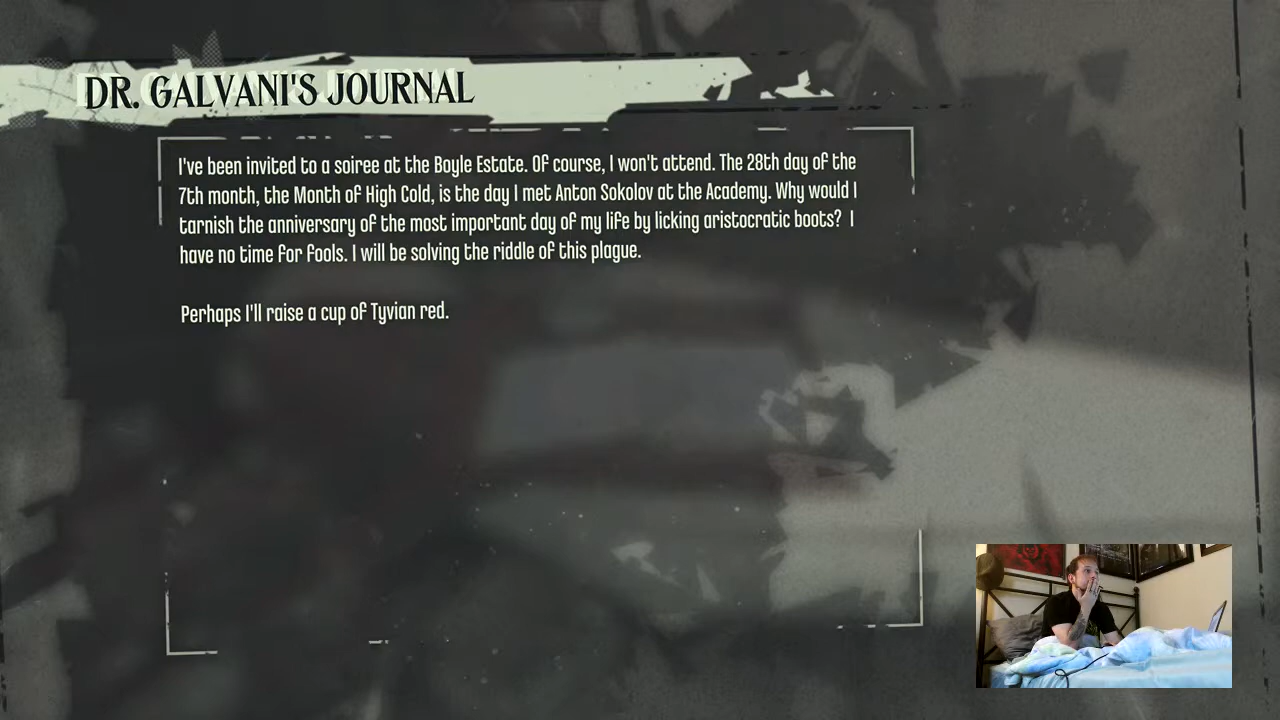 DR. GALVANI'S JOURNAL
I've been invited to a soiree at the Boyle Estate. Of course, I won't attend. The 28th day of the
7th month, the Month of High Cold, is the day I met Anton Sokolov at the Academy. Why would I
tarnish the anniversary of the most important day of my life by licking aristocratic boots?  I
have no time for fools. I will be solving the riddle of this plague.
Perhaps I'll raise a cup of Tyvian red.